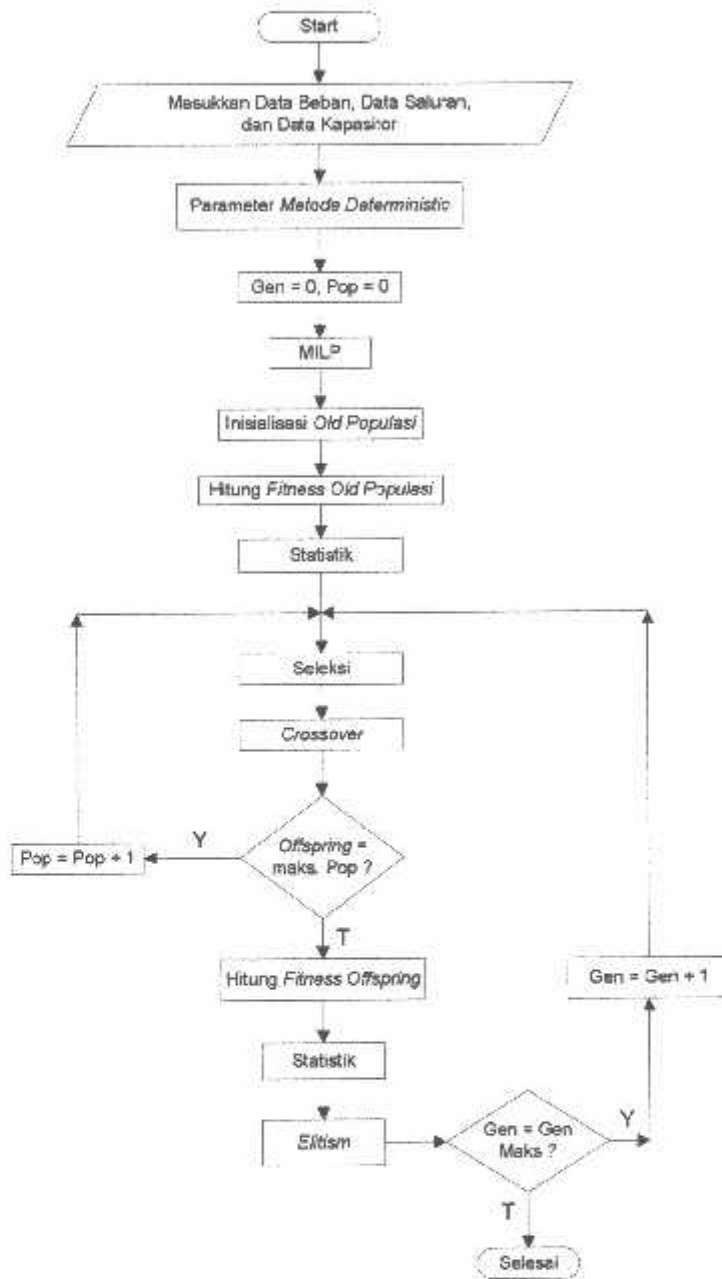 Start
Masukkan Data Beban, Data Saluran,
dan Data Kapasitor
Parameter Metode Deterministic
Gen = 0, Pop = 0
MILP
Inisialisasi Old Populasi
Hitung Fitness Old Populasi
Statistik
Seleksi
Crossover
Offspring =
maks. Pop ?
Y
Pop = Pop + 1
T
Hitung Fitness Offspring
Gen = Gen + 1
Statistik
Elitism
Gen = Gen
Maks ?
Y
T
Selesai